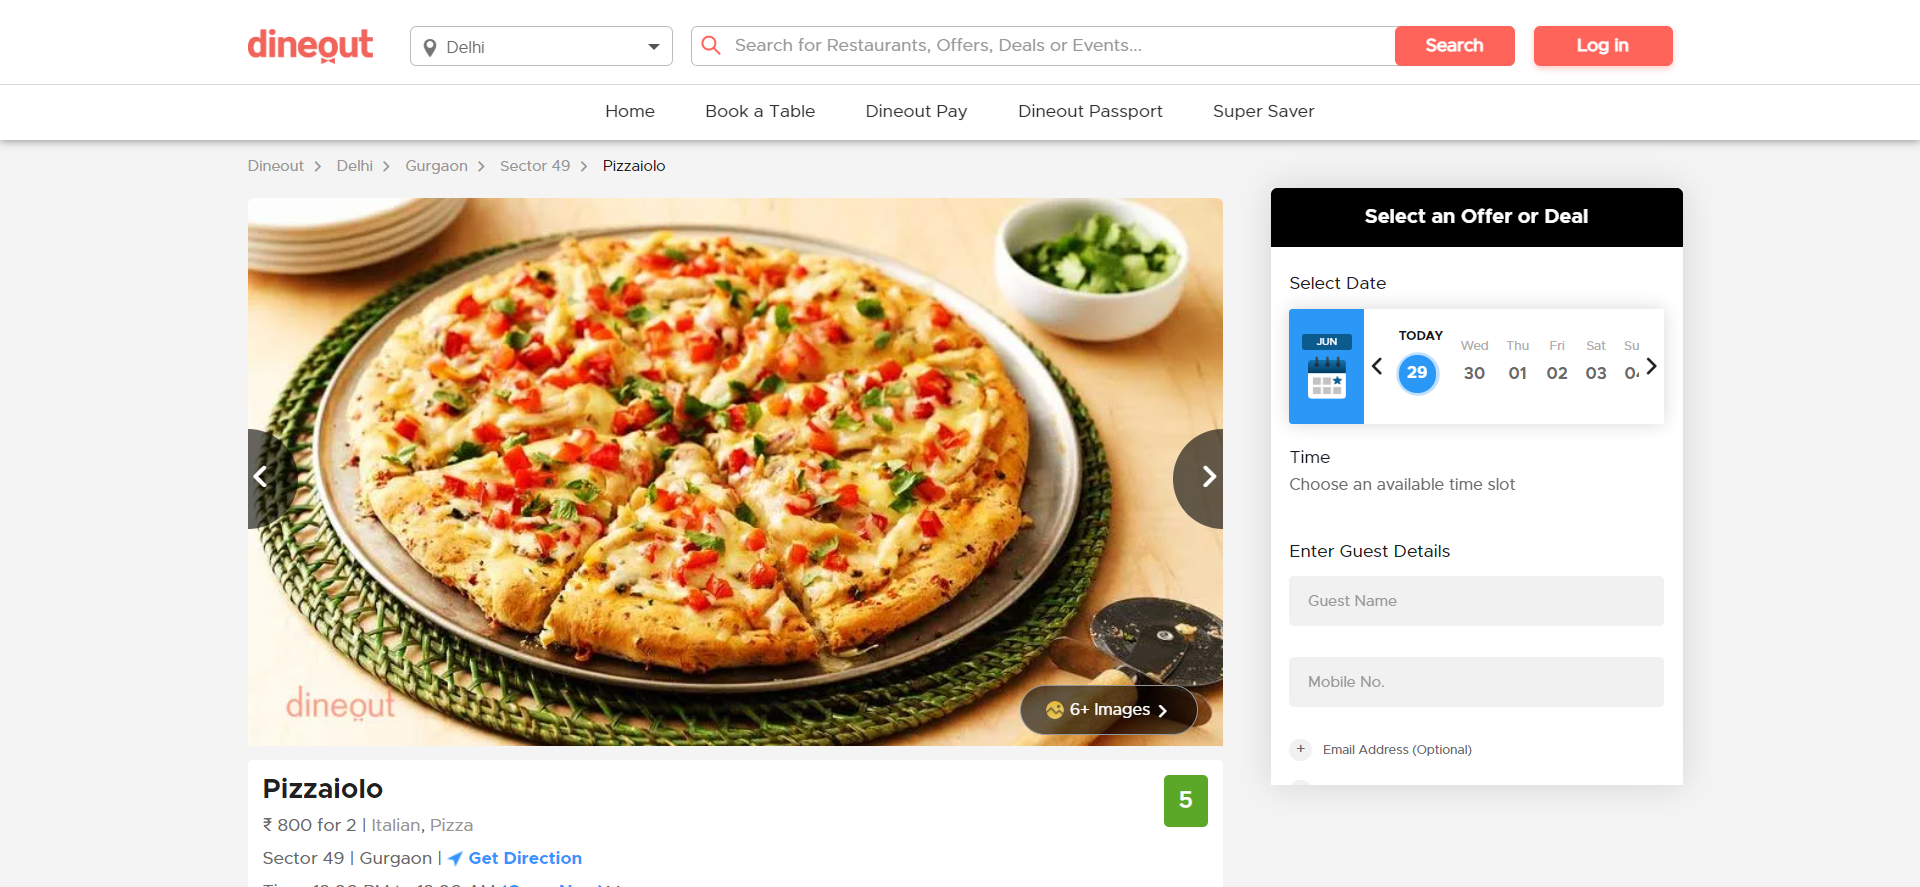 dineout
Delhi
Search for Restaurants, Offers, Deals or Events...
Search
Log in
Home
Book a Table
Dineout Pay
Dineout Passport
Super Saver
Dineout > Delhi > Gurgaon > Sector 49 > Pizzaiolo
dineout
6+ Images
Pizzaiolo
5
₹ 800 for 2 | Italian, Pizza
Sector 49 | Gurgaon | Get Direction
Select an Offer or Deal
Select Date
JUN
TODAY Wed Thu Fri Sat Su
29 30 01 02 03
Time
Choose an available time slot
Enter Guest Details
Guest Name
Mobile No.
+ Email Address (Optional)